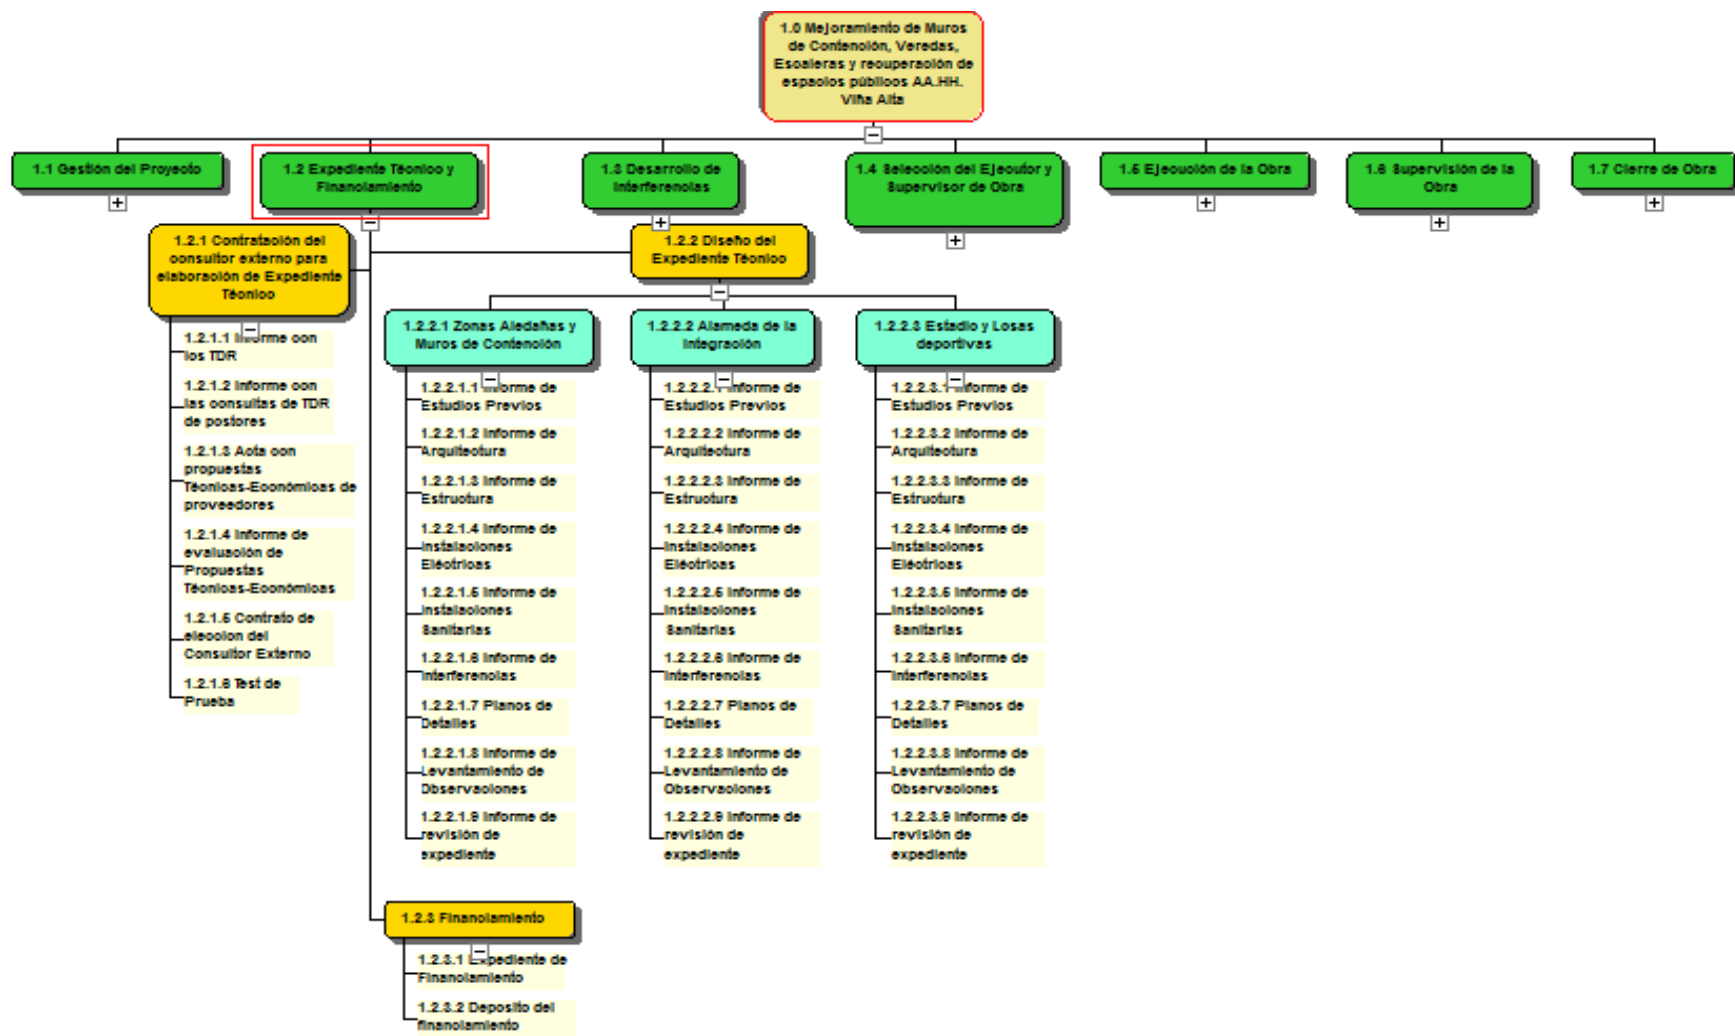 1.0 Mejoramiento de Muros
de Contención, Veredas,
Escaleras y recuperación de
espacios públicos AA.HH.
Viña Alta
1.1 Gestión del Proyecto
1.2 Expediente Técnico y
Financiamiento
1.3 Desarrollo de
Interferencias
1.4 Selección del Ejecutor y
Supervisor de Obra
1.5 Ejecución de la Obra
1.6 Supervisión de la
Obra
1.7 Cierre de Obra
1.2.1 Contratación del
consultor externo para
elaboración de Expediente
Técnico
1.2.1.1 Informe con
los TDR
1.2.1.2 Informe con
las consultas de TDR
de postores
1.2.1.3 Acta con
propuestas
Técnicas-Económicas de
proveedores
1.2.1.4 Informe de
evaluación de
Propuestas
Técnicas-Económicas
1.2.1.5 Contrato de
eleccion del
Consultor Externo
1.2.1.6 Test de
Prueba
1.2.2 Diseño del
Expediente Técnico
1.2.2.1 Zonas Aledañas y
Muros de Contención
1.2.2.1.1 Informe de
Estudios Previos
1.2.2.1.2 Informe de
Arquitectura
1.2.2.1.3 Informe de
Estructura
1.2.2.1.4 Informe de
Instalaciones
Eléctricas
1.2.2.1.5 Informe de
Instalaciones
Sanitarias
1.2.2.1.6 Informe de
Interferencias
1.2.2.1.7 Planos de
Detalles
1.2.2.1.8 Informe de
Levantamiento de
Observaciones
1.2.2.1.9 Informe de
revisión de
expediente
1.2.2.2 Alameda de la
Integración
1.2.2.2.1 Informe de
Estudios Previos
1.2.2.2.2 Informe de
Arquitectura
1.2.2.2.3 Informe de
Estructura
1.2.2.2.4 Informe de
Instalaciones
Eléctricas
1.2.2.2.5 Informe de
Instalaciones
Sanitarias
1.2.2.2.6 Informe de
Interferencias
1.2.2.2.7 Planos de
Detalles
1.2.2.2.8 Informe de
Levantamiento de
Observaciones
1.2.2.2.9 Informe de
revisión de
expediente
1.2.2.3 Estadio y Losas
deportivas
1.2.2.3.1 Informe de
Estudios Previos
1.2.2.3.2 Informe de
Arquitectura
1.2.2.3.3 Informe de
Estructura
1.2.2.3.4 Informe de
Instalaciones
Eléctricas
1.2.2.3.5 Informe de
Instalaciones
Sanitarias
1.2.2.3.6 Informe de
Interferencias
1.2.2.3.7 Planos de
Detalles
1.2.2.3.8 Informe de
Levantamiento de
Observaciones
1.2.2.3.9 Informe de
revisión de
expediente
1.2.3 Financiamiento
1.2.3.1 Expediente de
Financiamiento
1.2.3.2 Deposito del
financiamiento